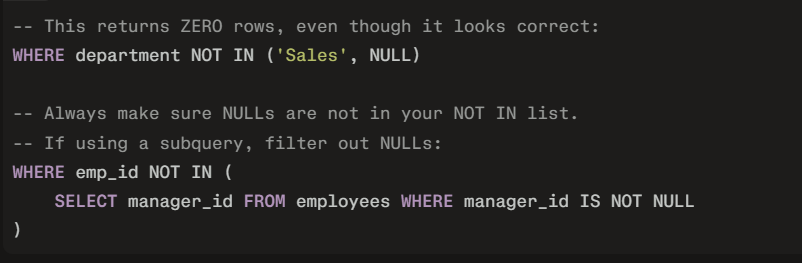 -- This returns ZERO rows, even though it looks correct:
WHERE department NOT IN ('Sales', NULL)
-- Always make sure NULLs are not in your NOT IN list.
-- If using a subquery, filter out NULLs:
WHERE emp_id NOT IN (
    SELECT manager_id FROM employees WHERE manager_id IS NOT NULL
)